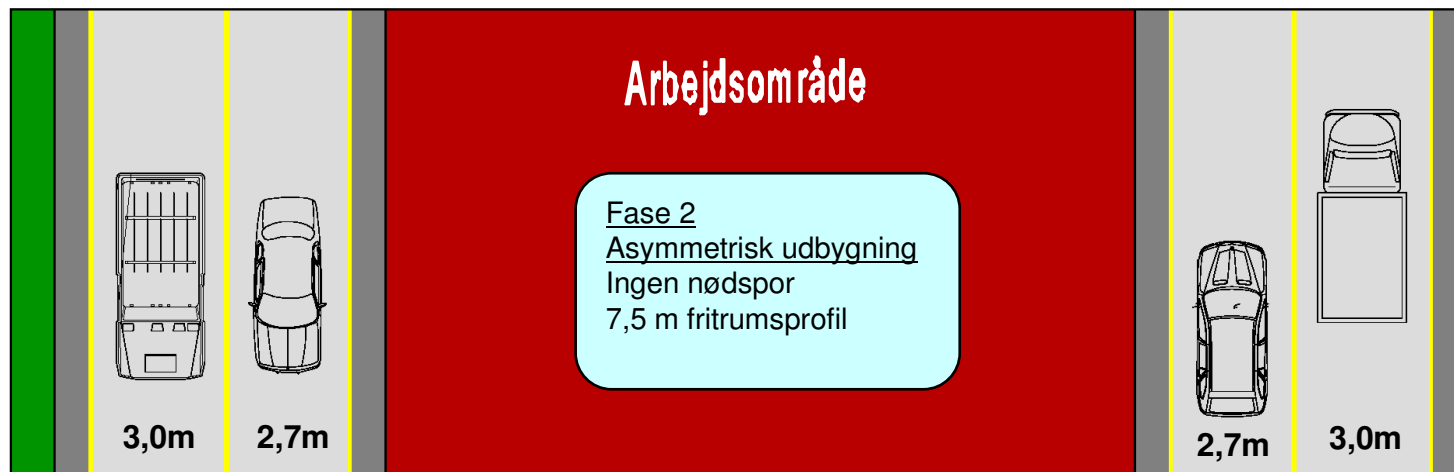 Arbejdsområde
Fase 2
Asymmetrisk udbygning
Ingen nødspor
7,5 m fritrumsprofil
3,0m 2,7m 2,7m 3,0m